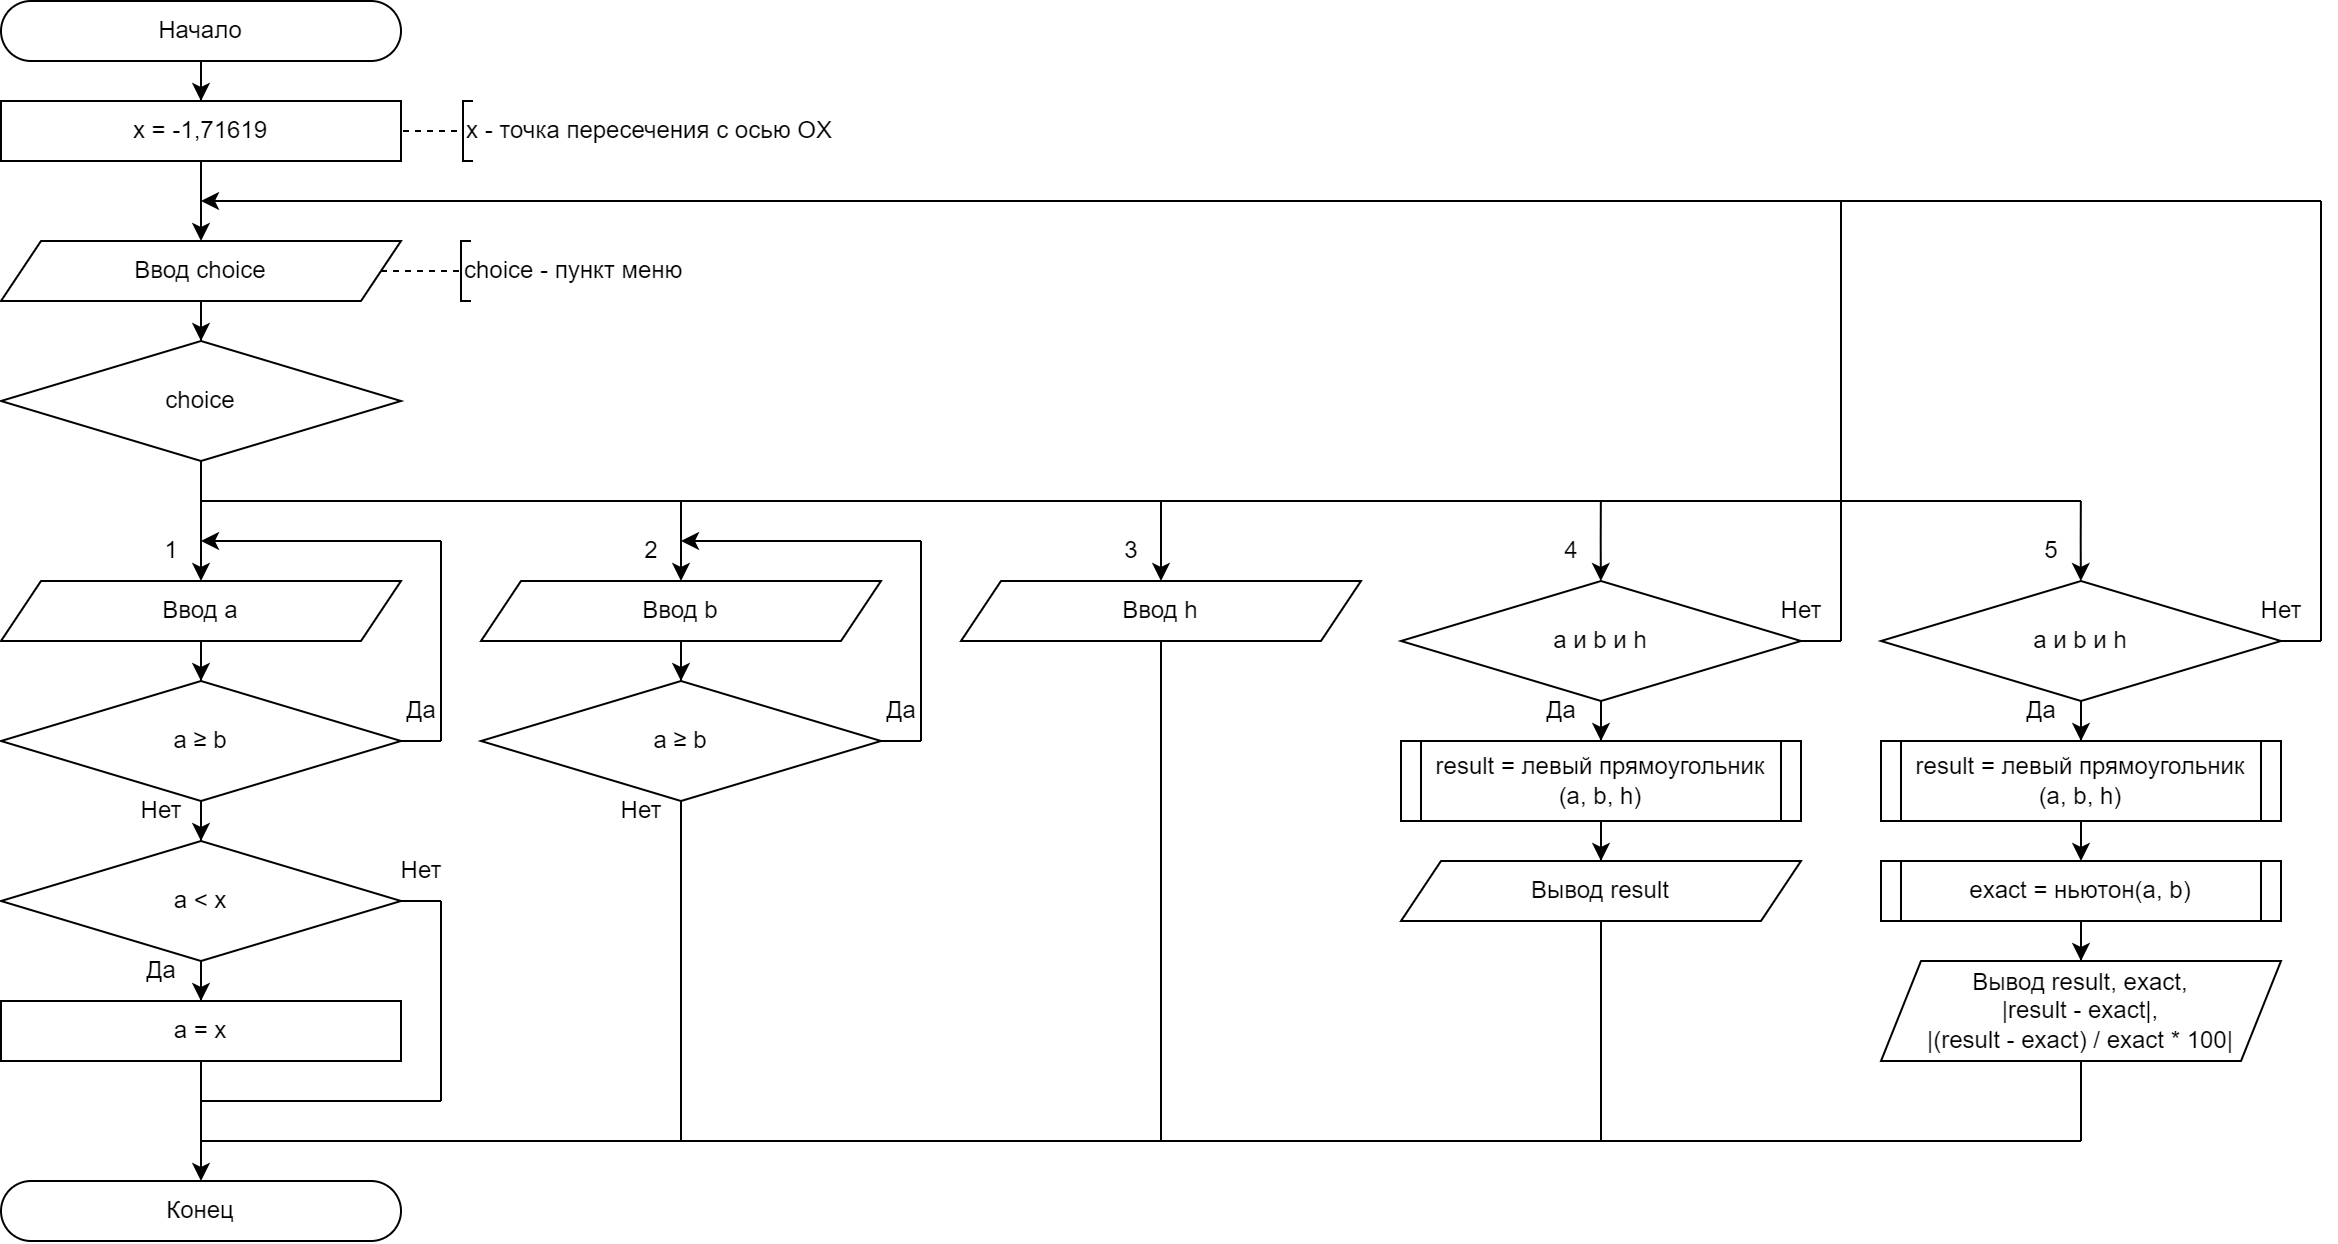 Начало
x = -1,71619
x - точка пересечения с осью OX
Ввод choice
choice - пункт меню
choice
1
2
3
4
5
Ввод a
Ввод b
Ввод h
a и b и h
Нет
a и b и h
Нет
a ≥ b
Да
a ≥ b
Да
Да
Да
result = левый прямоугольник
(a, b, h)
result = левый прямоугольник
(a, b, h)
Нет
Нет
a < x
Нет
Вывод result
exact = ньютон(a, b)
Да
a = x
Вывод result, exact,
|result - exact|,
|(result - exact) / exact * 100|
Конец